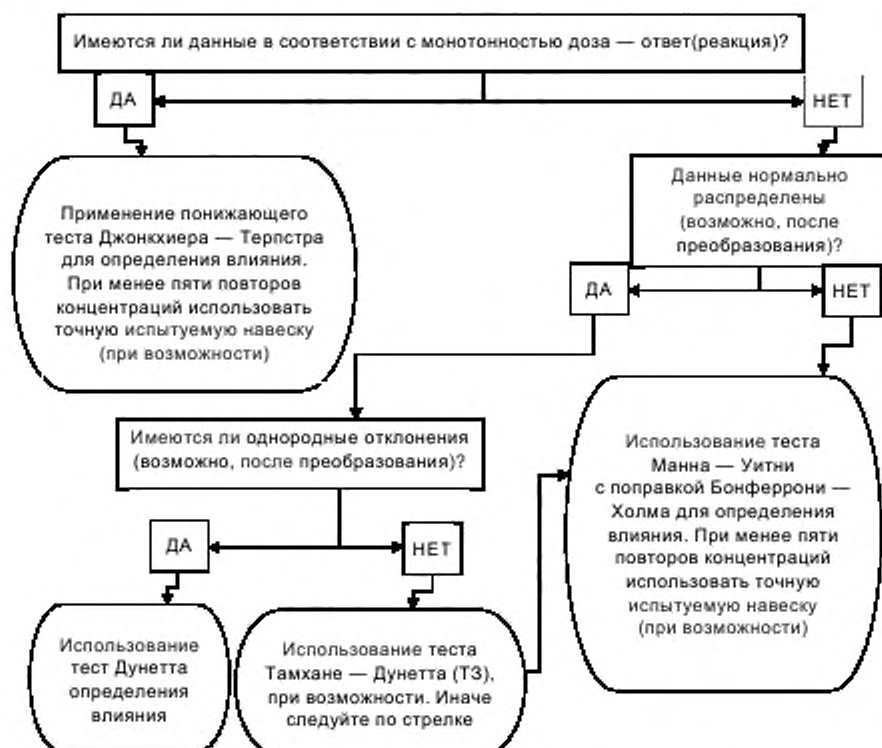 Имеются ли данные в соответствии с монотонностью доза — ответ(реакция)?
ДА
НЕТ
Применение понижающего
теста Джонкхиера — Терпстра
для определения влияния.
При менее пяти повторов
концентраций использовать
точную испытуемую навеску
(при возможности)
Данные нормально
распределены
(возможно, после
преобразования)?
ДА
НЕТ
Имеются ли однородные отклонения
(возможно, после преобразования)?
ДА
НЕТ
Использование теста
Манна — Уитни
с поправкой Бонферрони —
Холма для определения
влияния. При менее пяти
повторов концентраций
использовать точную
испытуемую навеску
(при возможности)
Использование
тест Дунетта
определения
влияния
Использование теста
Тамхане — Дунетта (Т3),
при возможности. Иначе
следуйте по стрелке